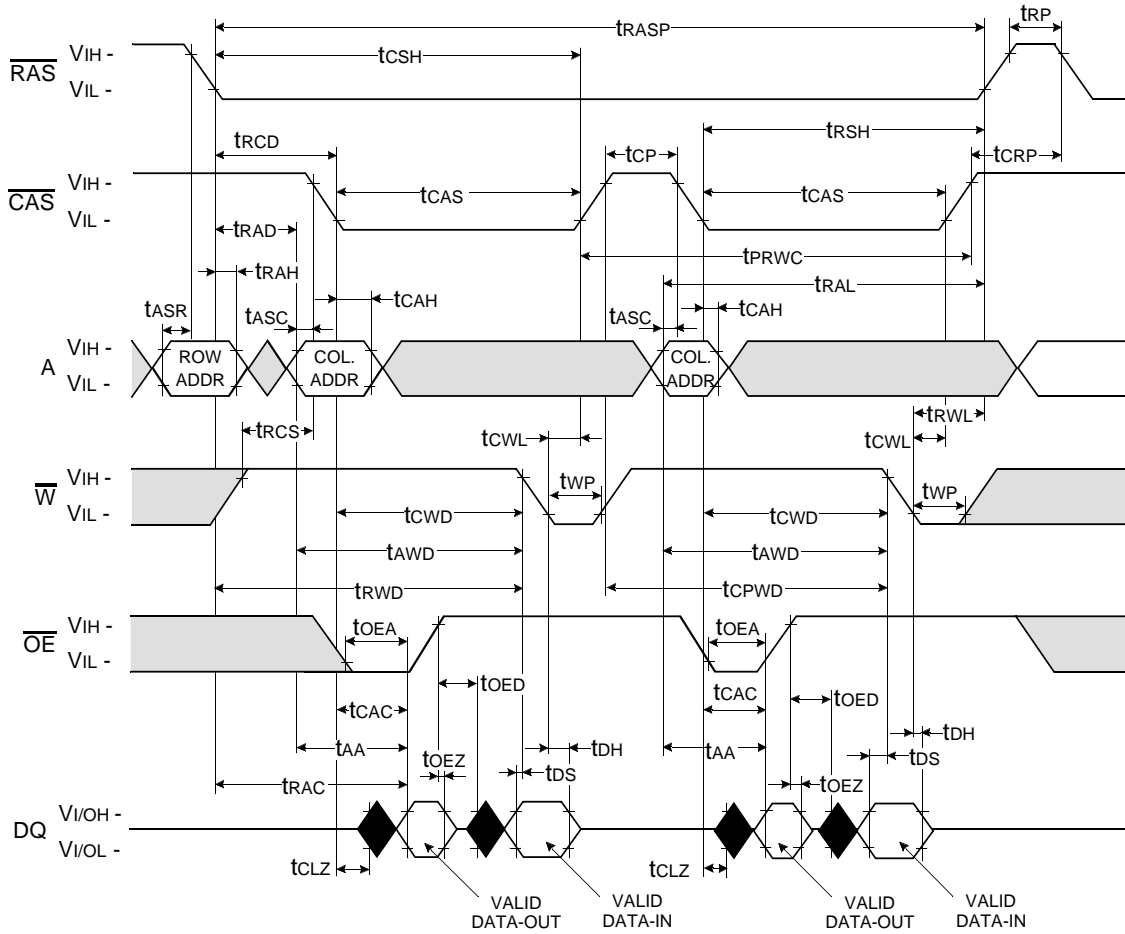 tRASP
tRP
tCSH
RAS
VIH -
VIL -
tRCD
tRSH
tCP
tCRP
CAS
VIH -
VIL -
tCAS
tCAS
tRAD
tPRWC
tRAH
tRAL
tASR
tASC
tCAH
tASC
tCAH
A
VIH -
VIL -
ROW
ADDR
COL.
ADDR
COL.
ADDR
tRCS
tCWL
tRWL
tCWL
W
VIH -
VIL -
tWP
tWP
tCWD
tCWD
tAWD
tAWD
tRWD
tCPWD
OE
VIH -
VIL -
tOEA
tOEA
tOED
tOED
tCAC
tCAC
tAA
tDH
tAA
tDH
tOEZ
tDS
tOEZ
tDS
tRAC
DQ
VI/OH -
VI/OL -
tCLZ
tCLZ
VALID
DATA-OUT
VALID
DATA-IN
VALID
DATA-OUT
VALID
DATA-IN